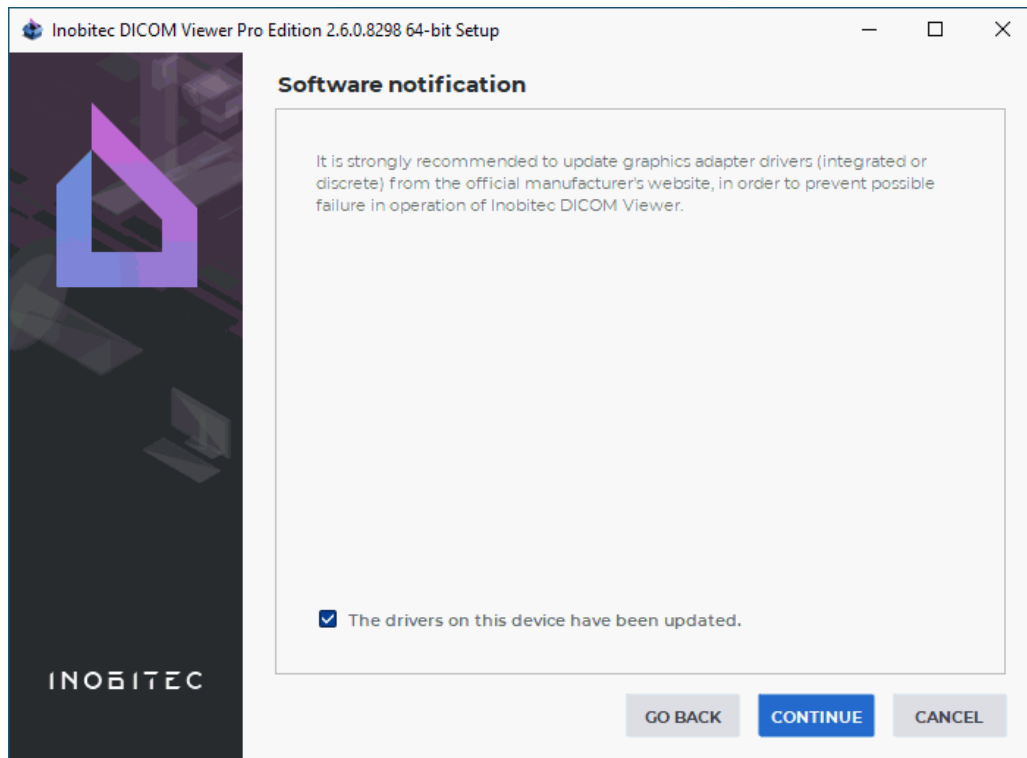 Inobitec DICOM Viewer Pro Edition 2.6.0.8298 64-bit Setup
Software notification
It is strongly recommended to update graphics adapter drivers (integrated or
discrete) from the official manufacturer's website, in order to prevent possible
failure in operation of Inobitec DICOM Viewer.
The drivers on this device have been updated.
INOBITEC
GO BACK CONTINUE CANCEL